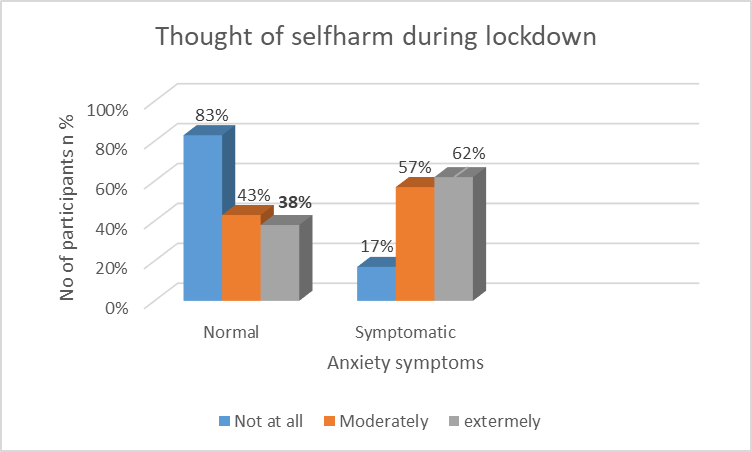 Thought of selfharm during lockdown
No of participants n %
100%
80%
60%
40%
20%
0%
83%
43%
38%
17%
57%
62%
Normal
Symptomatic
Anxiety symptoms
Not at all
Moderately
extermely